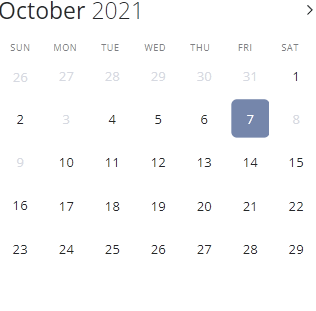 October 2021
SUN MON TUE WED THU FRI SAT
26 27 28 29 30 31 1
2 3 4 5 6 7 8
9 10 11 12 13 14 15
16 17 18 19 20 21 22
23 24 25 26 27 28 29